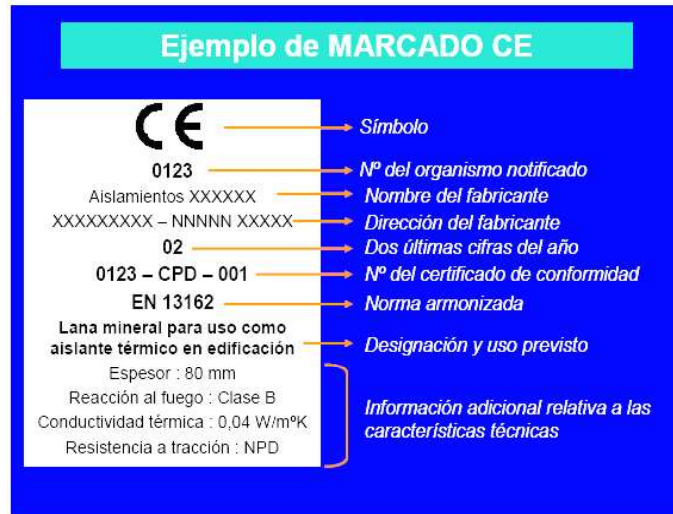 Ejemplo de MARCADO CE
CE
Símbolo
0123
Nº del organismo notificado
Aislamientos XXXXXX
Nombre del fabricante
XXXXXXXXX – NNNNN XXXXX
Dirección del fabricante
02
Dos últimas cifras del año
0123 – CPD – 001
Nº del certificado de conformidad
EN 13162
Norma armonizada
Lana mineral para uso como
aislante térmico en edificación
Designación y uso previsto
Espesor : 80 mm
Reacción al fuego : Clase B
Conductividad térmica : 0,04 W/mºK
Resistencia a tracción : NPD
Información adicional relativa a las
características técnicas